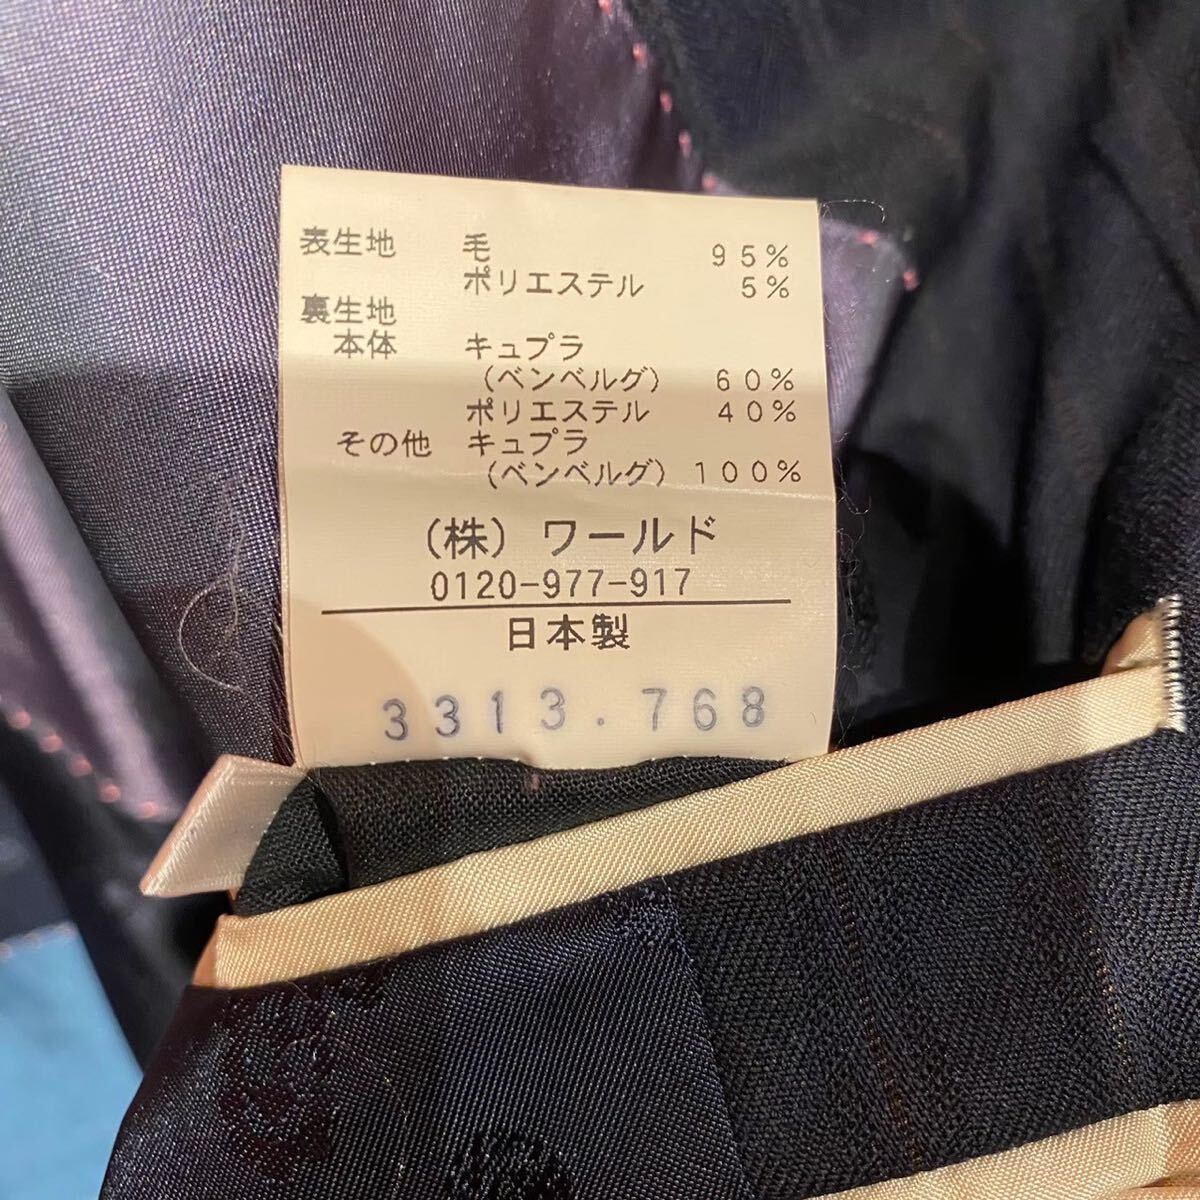 表生地 毛 95%
ポリエステル 5%
裏生地
本体 キュプラ
(ベンベルグ) 60%
ポリエステル 40%
その他 キュプラ
(ベンベルグ) 100%
(株) ワールド
0120-977-917
日本製
3313.768